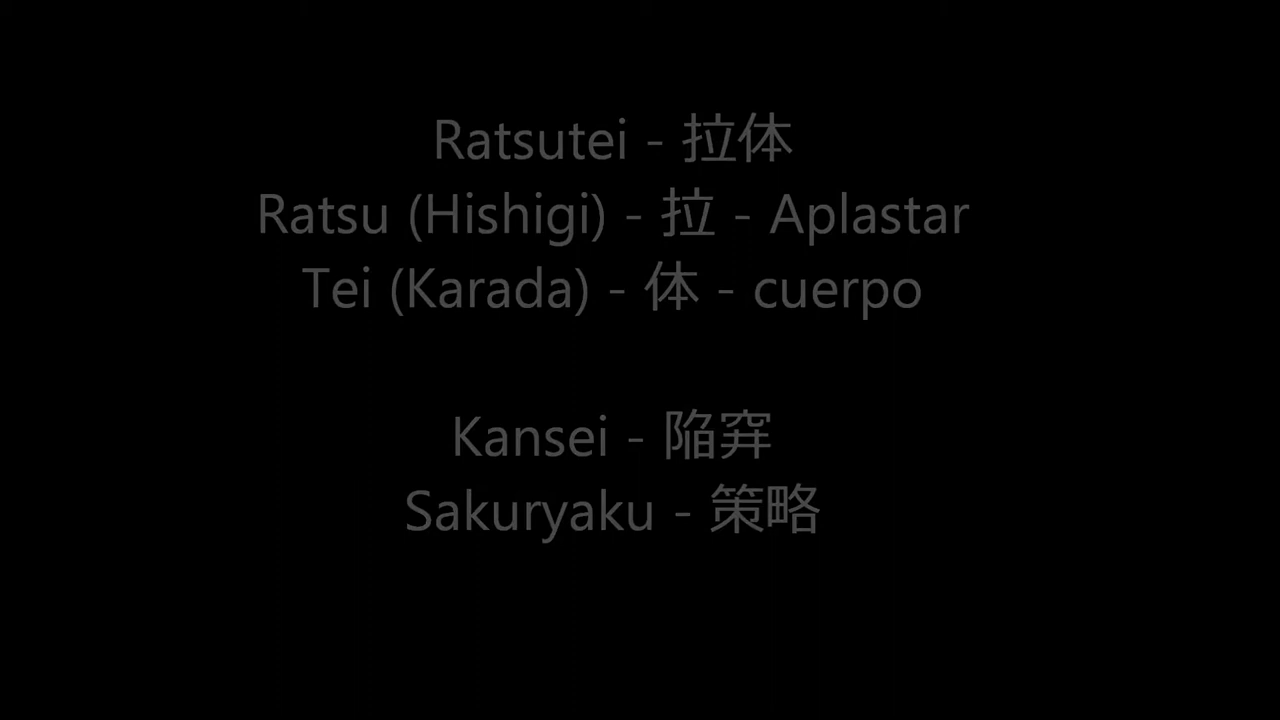 Ratsutei - 拉体
Ratsu (Hishigi) - 拉 - Aplastar
Tei (Karada) - 体 - cuerpo
Kansei - 陥穽
Sakuryaku - 策略